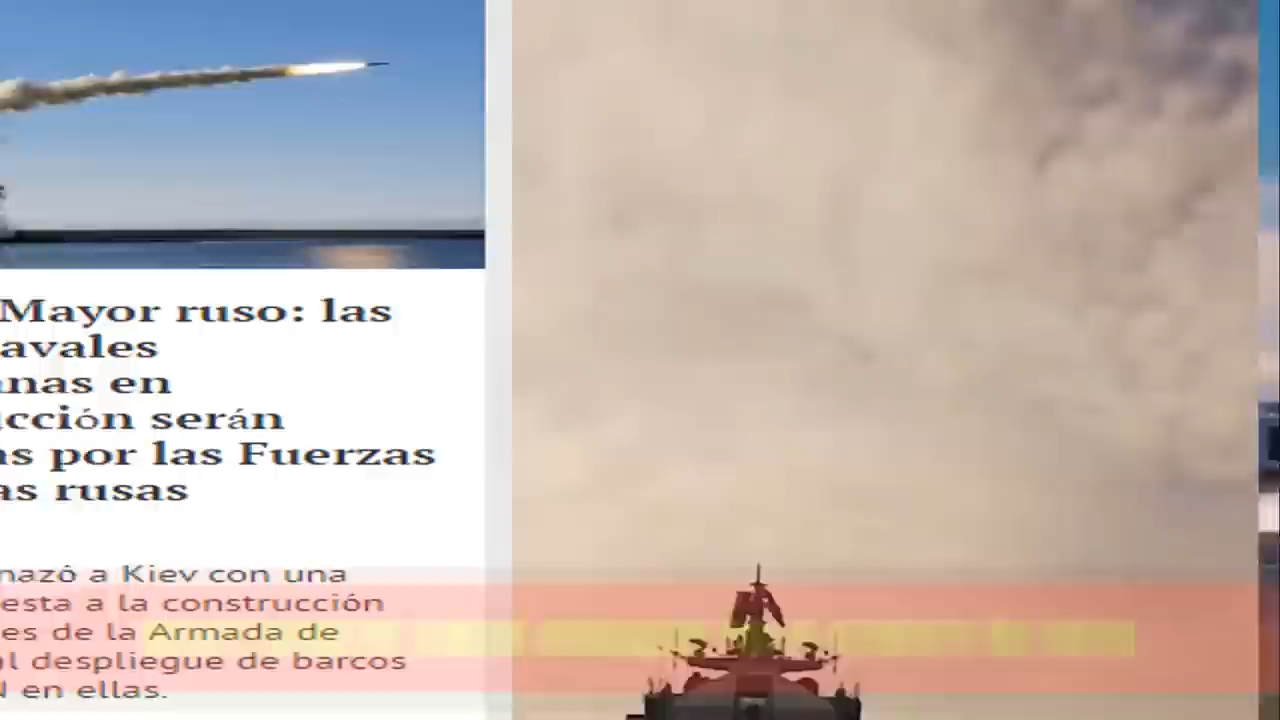 Mayor ruso: las
avales
anas en
cción serán
as por las Fuerzas
as rusas
nazó a Kiev con una
esta a la construcción
es de la Armada de
l despliegue de barcos
N en ellas.